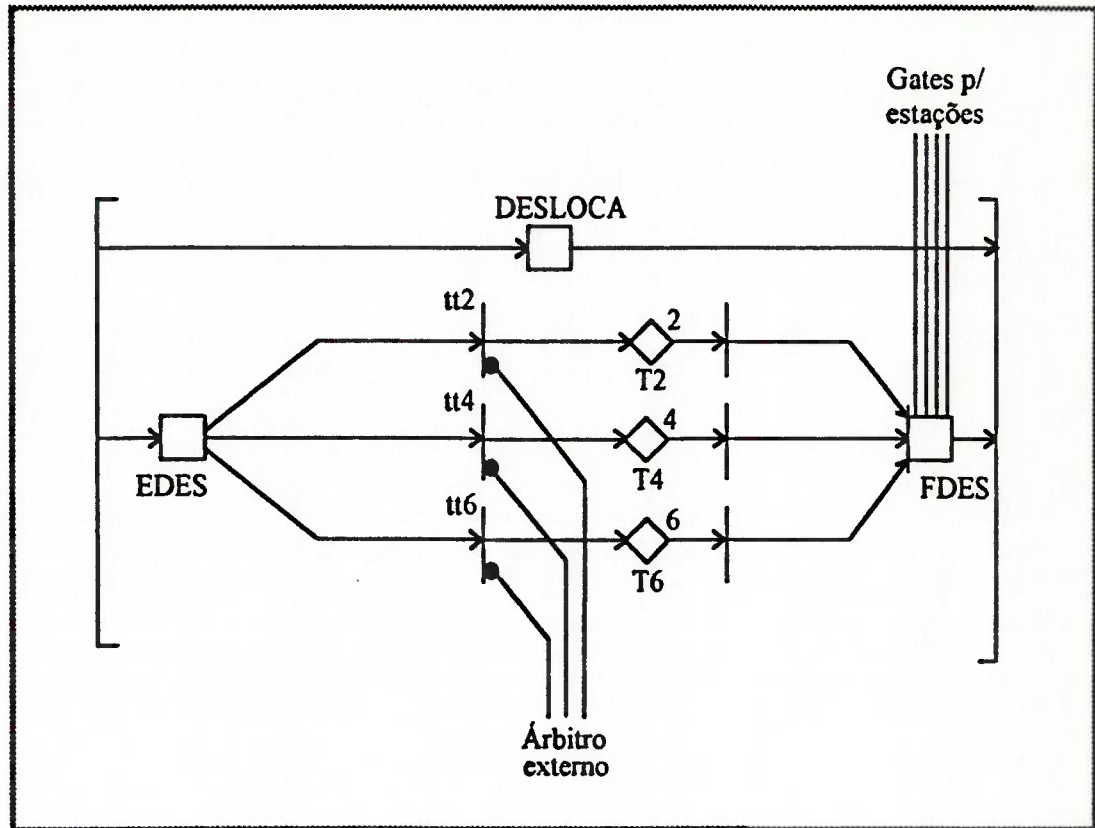 Gates p/
estações
DESLOCA
tt2
2
T2
tt4
4
T4
EDES
FDES
tt6
6
T6
Árbitro
externo